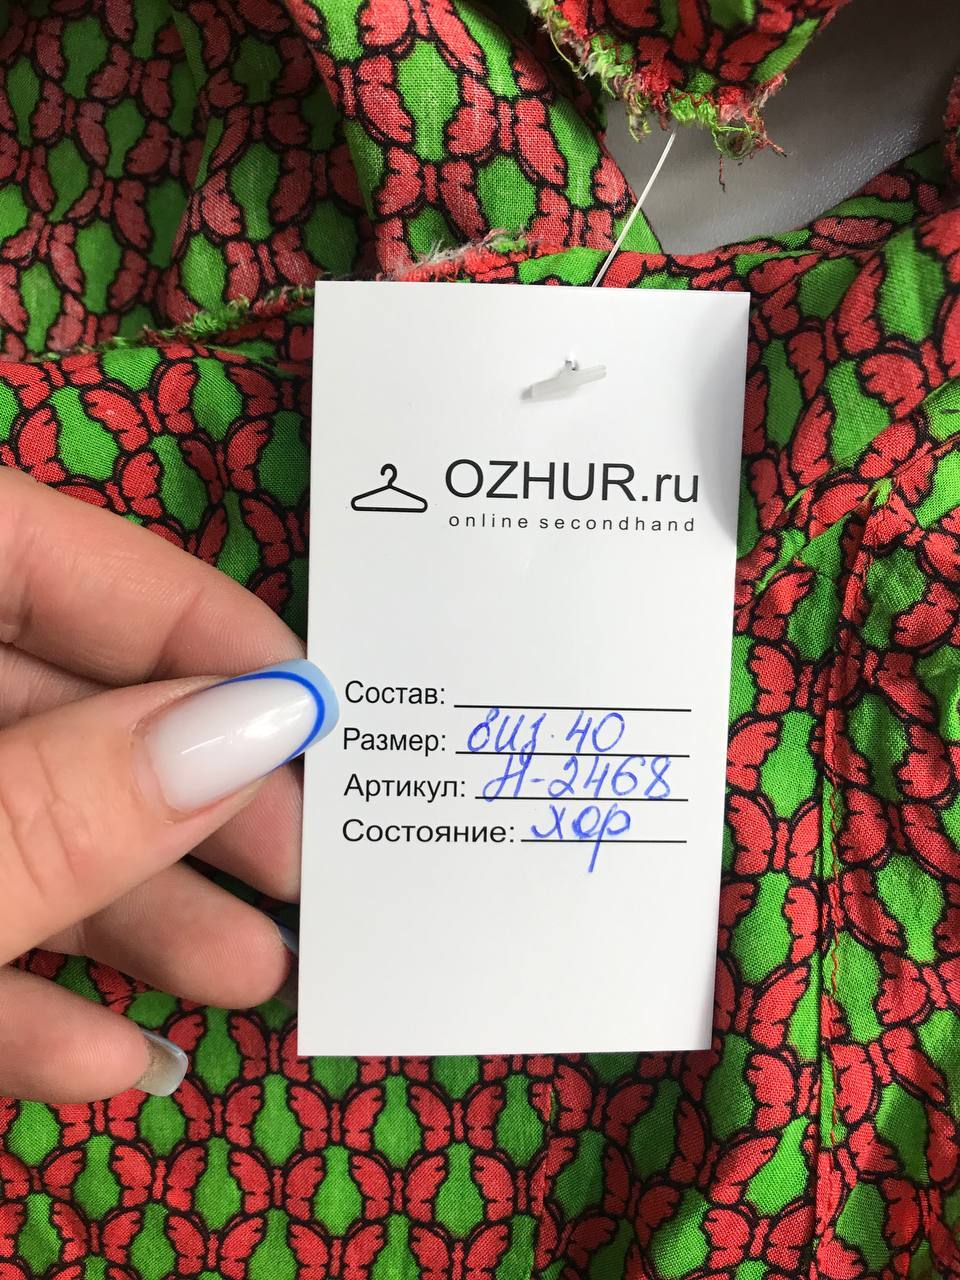 OZHUR.ru
online secondhand
Состав:
Размер: виз. 40
Артикул: Н-2468
Состояние: хор